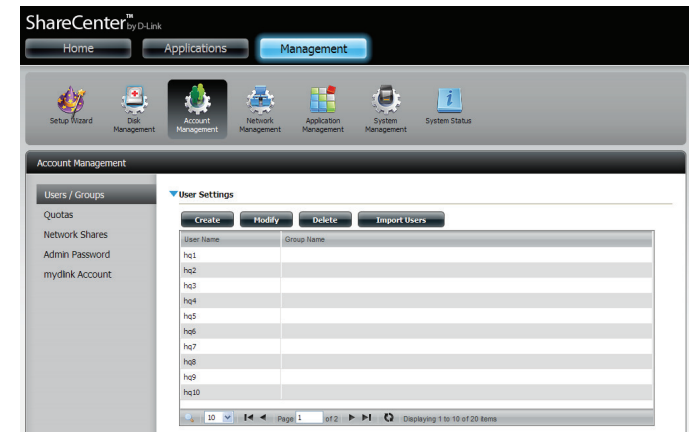 ShareCenter™ by D-Link
Home Applications Management
Setup Wizard Disk Management Account Management Network Management Application Management System Management System Status
Account Management
Users / Groups
Quotas
Network Shares
Admin Password
mydlink Account
User Settings
Create Modify Delete Import Users
User Name Group Name
hq1
hq2
hq3
hq4
hq5
hq6
hq7
hq8
hq9
hq10
10 Page 1 of 2 Displaying 1 to 10 of 20 items